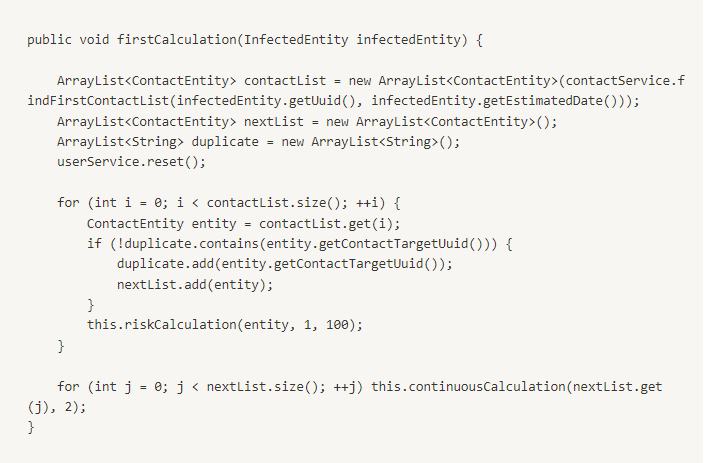 public void firstCalculation(InfectedEntity infectedEntity) {
    ArrayList<ContactEntity> contactList = new ArrayList<ContactEntity>(contactService.f
indFirstContactList(infectedEntity.getUuid(), infectedEntity.getEstimatedDate()));
    ArrayList<ContactEntity> nextList = new ArrayList<ContactEntity>();
    ArrayList<String> duplicate = new ArrayList<String>();
    userService.reset();
    for (int i = 0; i < contactList.size(); ++i) {
        ContactEntity entity = contactList.get(i);
        if (!duplicate.contains(entity.getContactTargetUuid())) {
            duplicate.add(entity.getContactTargetUuid());
            nextList.add(entity);
        }
        this.riskCalculation(entity, 1, 100);
    }
    for (int j = 0; j < nextList.size(); ++j) this.continuousCalculation(nextList.get
(j), 2);
}